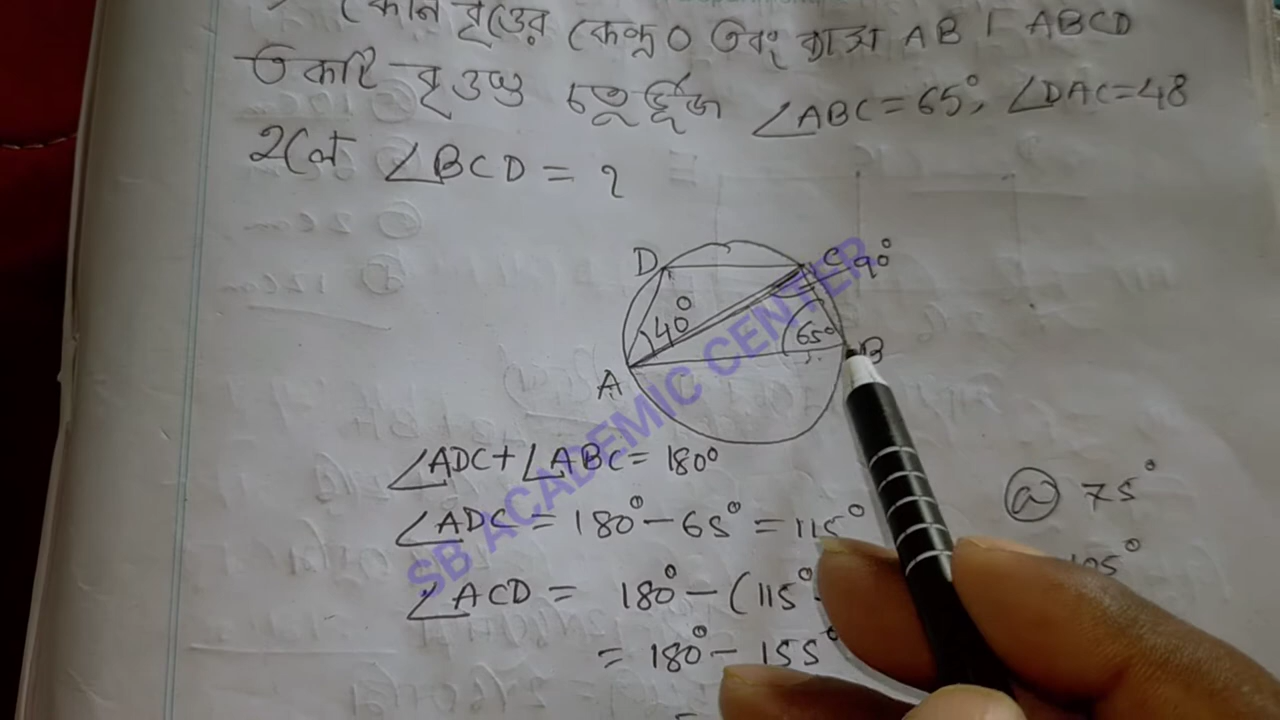 কোন বৃত্তের কেন্দ্র O এবং ব্যাস AB । ABCD
একটি বৃত্তস্থ চতুর্ভুজ ∠ABC = 65°, ∠DAC = 48
হলে ∠BCD = ?
D C 90°
40° 65°
A B
∠ADC + ∠ABC = 180°
∠ADC = 180° - 65° = 115°
∠ACD = 180° - (115°
= 180° - 155°
ⓐ 75°
105°
SB ACADEMIC CENTER